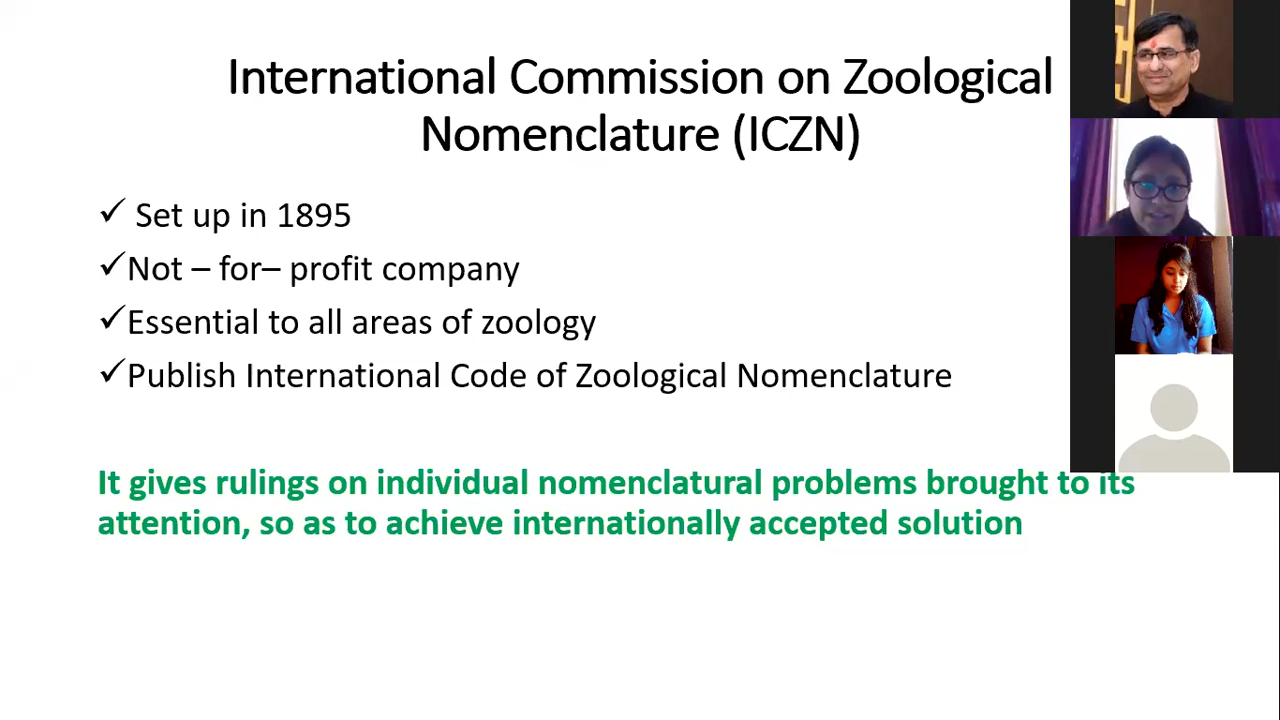 International Commission on Zoological
Nomenclature (ICZN)
✓ Set up in 1895
✓Not – for– profit company
✓Essential to all areas of zoology
✓Publish International Code of Zoological Nomenclature
It gives rulings on individual nomenclatural problems brought to its
attention, so as to achieve internationally accepted solution